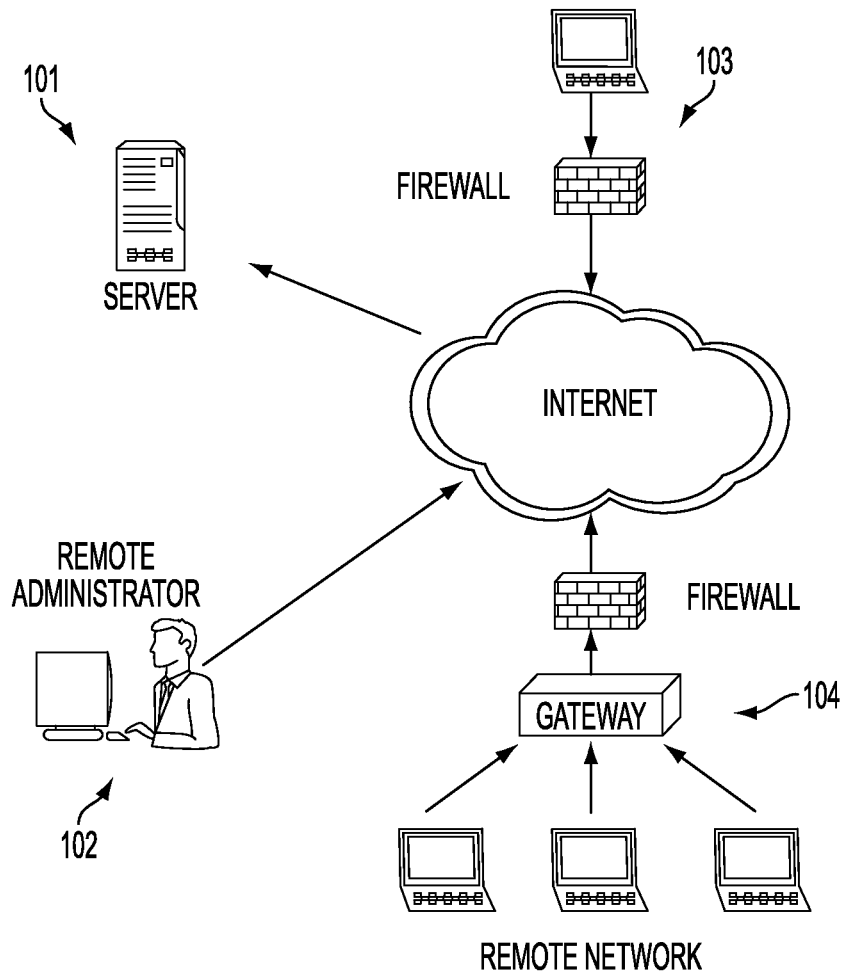 101
103
FIREWALL
SERVER
INTERNET
REMOTE
ADMINISTRATOR
FIREWALL
GATEWAY
104
102
REMOTE NETWORK